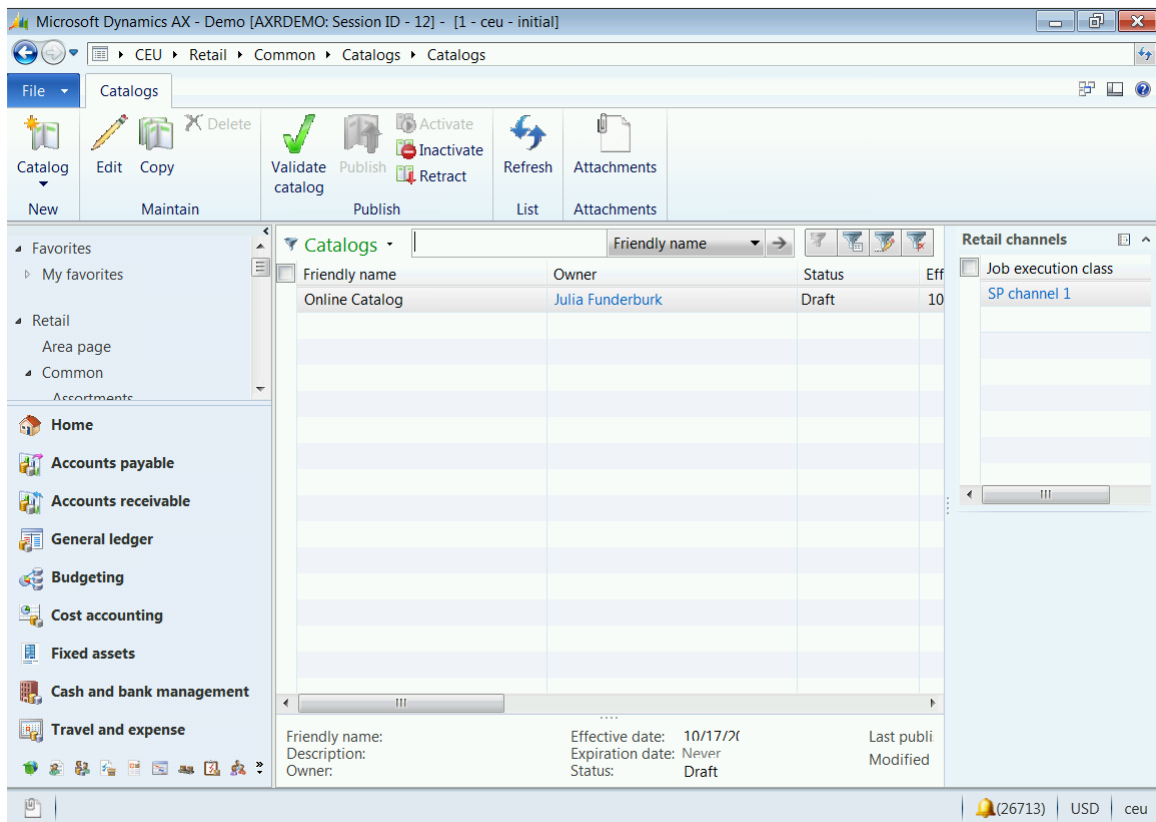 Microsoft Dynamics AX - Demo [AXRDEMO: Session ID - 12] - [1 - ceu - initial]
CEU Retail Common Catalogs Catalogs
File Catalogs
Catalog
New
Edit Copy Delete
Maintain
Validate catalog Publish
Activate
Inactivate
Retract
Publish
Refresh
List
Attachments
Attachments
Favorites
My favorites
Retail
Area page
Common
Assortments
Home
Accounts payable
Accounts receivable
General ledger
Budgeting
Cost accounting
Fixed assets
Cash and bank management
Travel and expense
Catalogs Friendly name
Friendly name Owner Status Eff
Online Catalog Julia Funderburk Draft 10
Friendly name: Effective date: 10/17/20 Last publi
Description: Expiration date: Never Modified
Owner: Status: Draft
Retail channels
Job execution class
SP channel 1
(26713) USD ceu